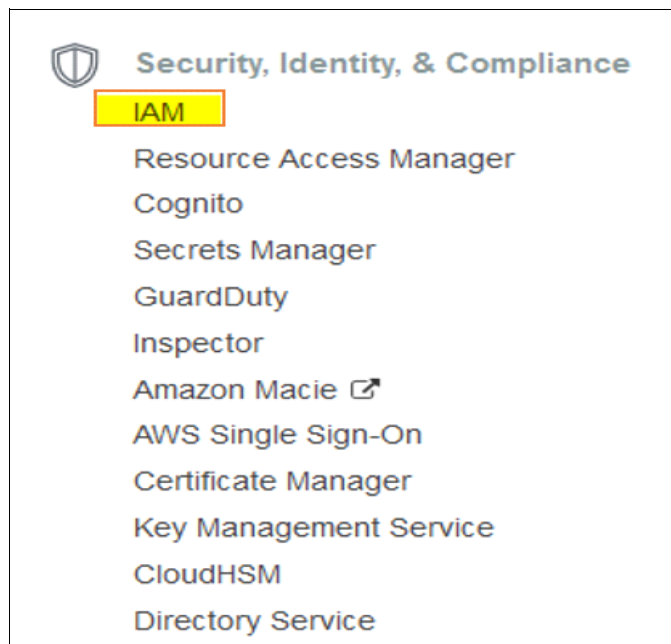 Security, Identity, & Compliance
IAM
Resource Access Manager
Cognito
Secrets Manager
GuardDuty
Inspector
Amazon Macie
AWS Single Sign-On
Certificate Manager
Key Management Service
CloudHSM
Directory Service